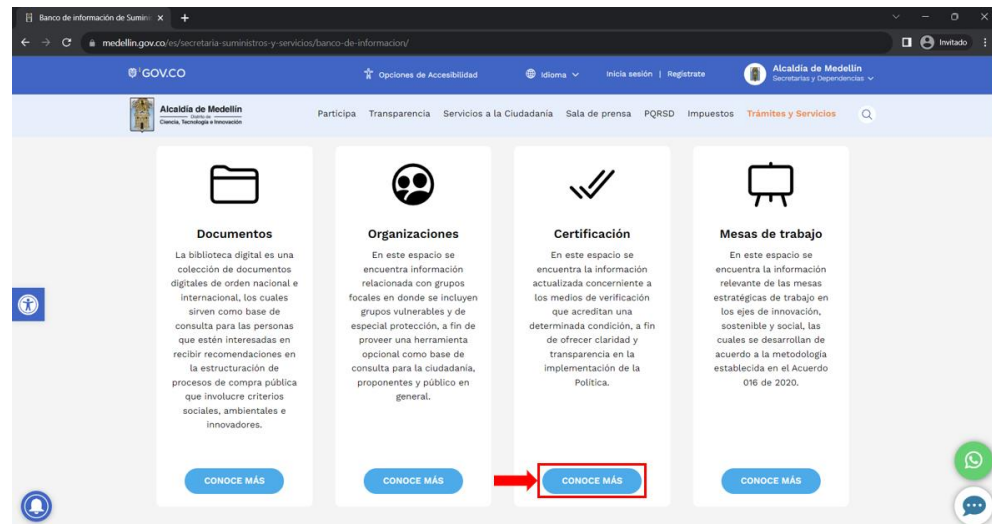 Banco de información de Sumini
medellin.gov.co/es/secretaria-suministros-y-servicios/banco-de-informacion/
Invitado
GOV.CO
Opciones de Accesibilidad
Idioma
Inicia sesión | Regístrate
Alcaldía de Medellín
Secretarías y Dependencias
Alcaldía de Medellín
Distrito de
Ciencia, Tecnología e Innovación
Participa Transparencia Servicios a la Ciudadanía Sala de prensa PQRSD Impuestos Trámites y Servicios
Documentos
La biblioteca digital es una
colección de documentos
digitales de orden nacional e
internacional, los cuales
sirven como base de
consulta para las personas
que estén interesadas en
recibir recomendaciones en
la estructuración de
procesos de compra pública
que involucre criterios
sociales, ambientales e
innovadores.
CONOCE MÁS
Organizaciones
En este espacio se
encuentra información
relacionada con grupos
focales en donde se incluyen
grupos vulnerables y de
especial protección, a fin de
proveer una herramienta
opcional como base de
consulta para la ciudadanía,
proponentes y público en
general.
CONOCE MÁS
Certificación
En este espacio se
encuentra la información
actualizada concerniente a
los medios de verificación
que acreditan una
determinada condición, a fin
de ofrecer claridad y
transparencia en la
implementación de la
Política.
CONOCE MÁS
Mesas de trabajo
En este espacio se
encuentra la información
relevante de las mesas
estratégicas de trabajo en
los ejes de innovación,
sostenible y social, las
cuales se desarrollan de
acuerdo a la metodología
establecida en el Acuerdo
016 de 2020.
CONOCE MÁS